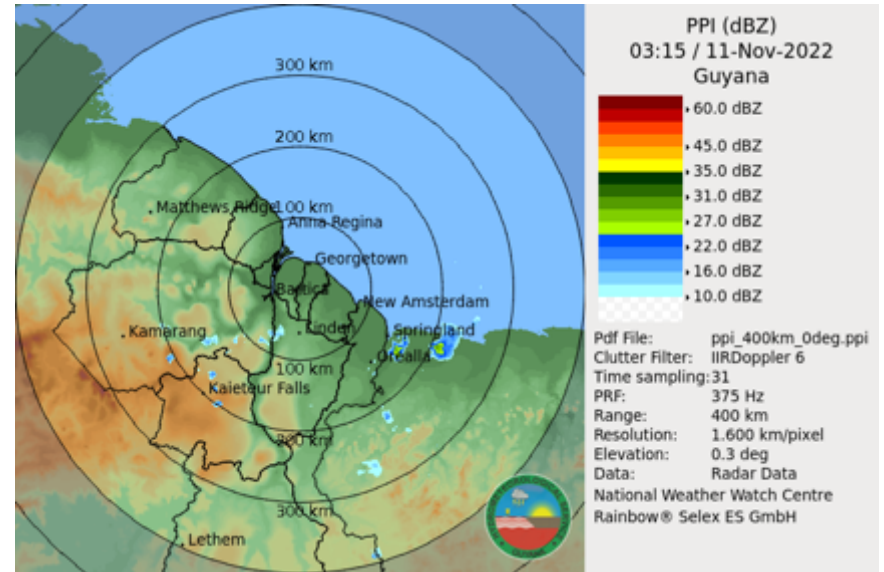 PPI (dBZ)
03:15 / 11-Nov-2022
Guyana
60.0 dBZ
45.0 dBZ
35.0 dBZ
31.0 dBZ
27.0 dBZ
22.0 dBZ
16.0 dBZ
10.0 dBZ
Pdf File: ppi_400km_0deg.ppi
Clutter Filter: IIRDoppler 6
Time sampling:31
PRF: 375 Hz
Range: 400 km
Resolution: 1.600 km/pixel
Elevation: 0.3 deg
Data: Radar Data
National Weather Watch Centre
Rainbow® Selex ES GmbH
300 km
200 km
Matthews Ridge
100 km
Anna Regina
Georgetown
Bartica
New Amsterdam
Kamarang
Linden
Springland
Orealla
100 km
Kaieteur Falls
200 km
300 km
Lethem
GUYANA